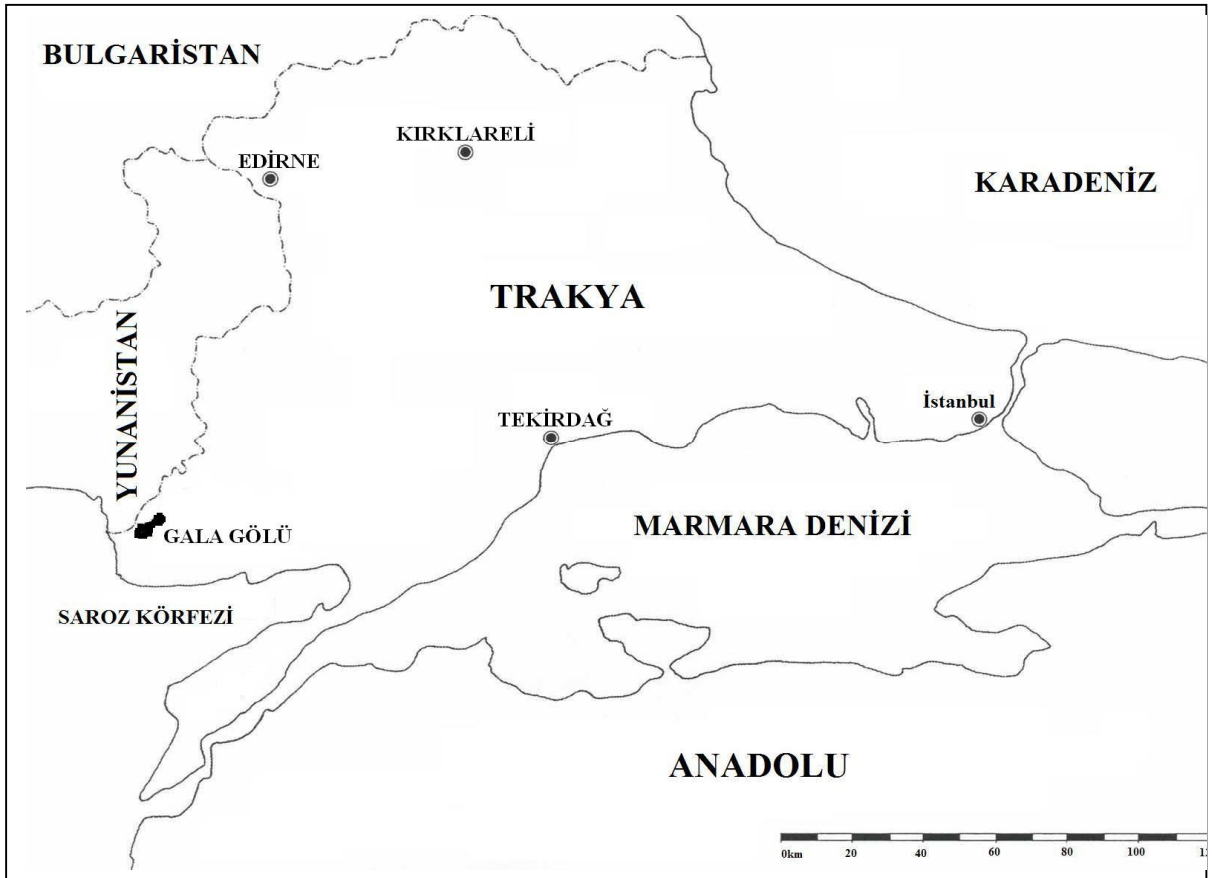 BULGARİSTAN
KIRKLARELİ
EDİRNE
KARADENİZ
TRAKYA
YUNANİSTAN
İstanbul
TEKİRDAĞ
MARMARA DENİZİ
GALA GÖLÜ
SAROZ KÖRFEZİ
ANADOLU
0km 20 40 60 80 100